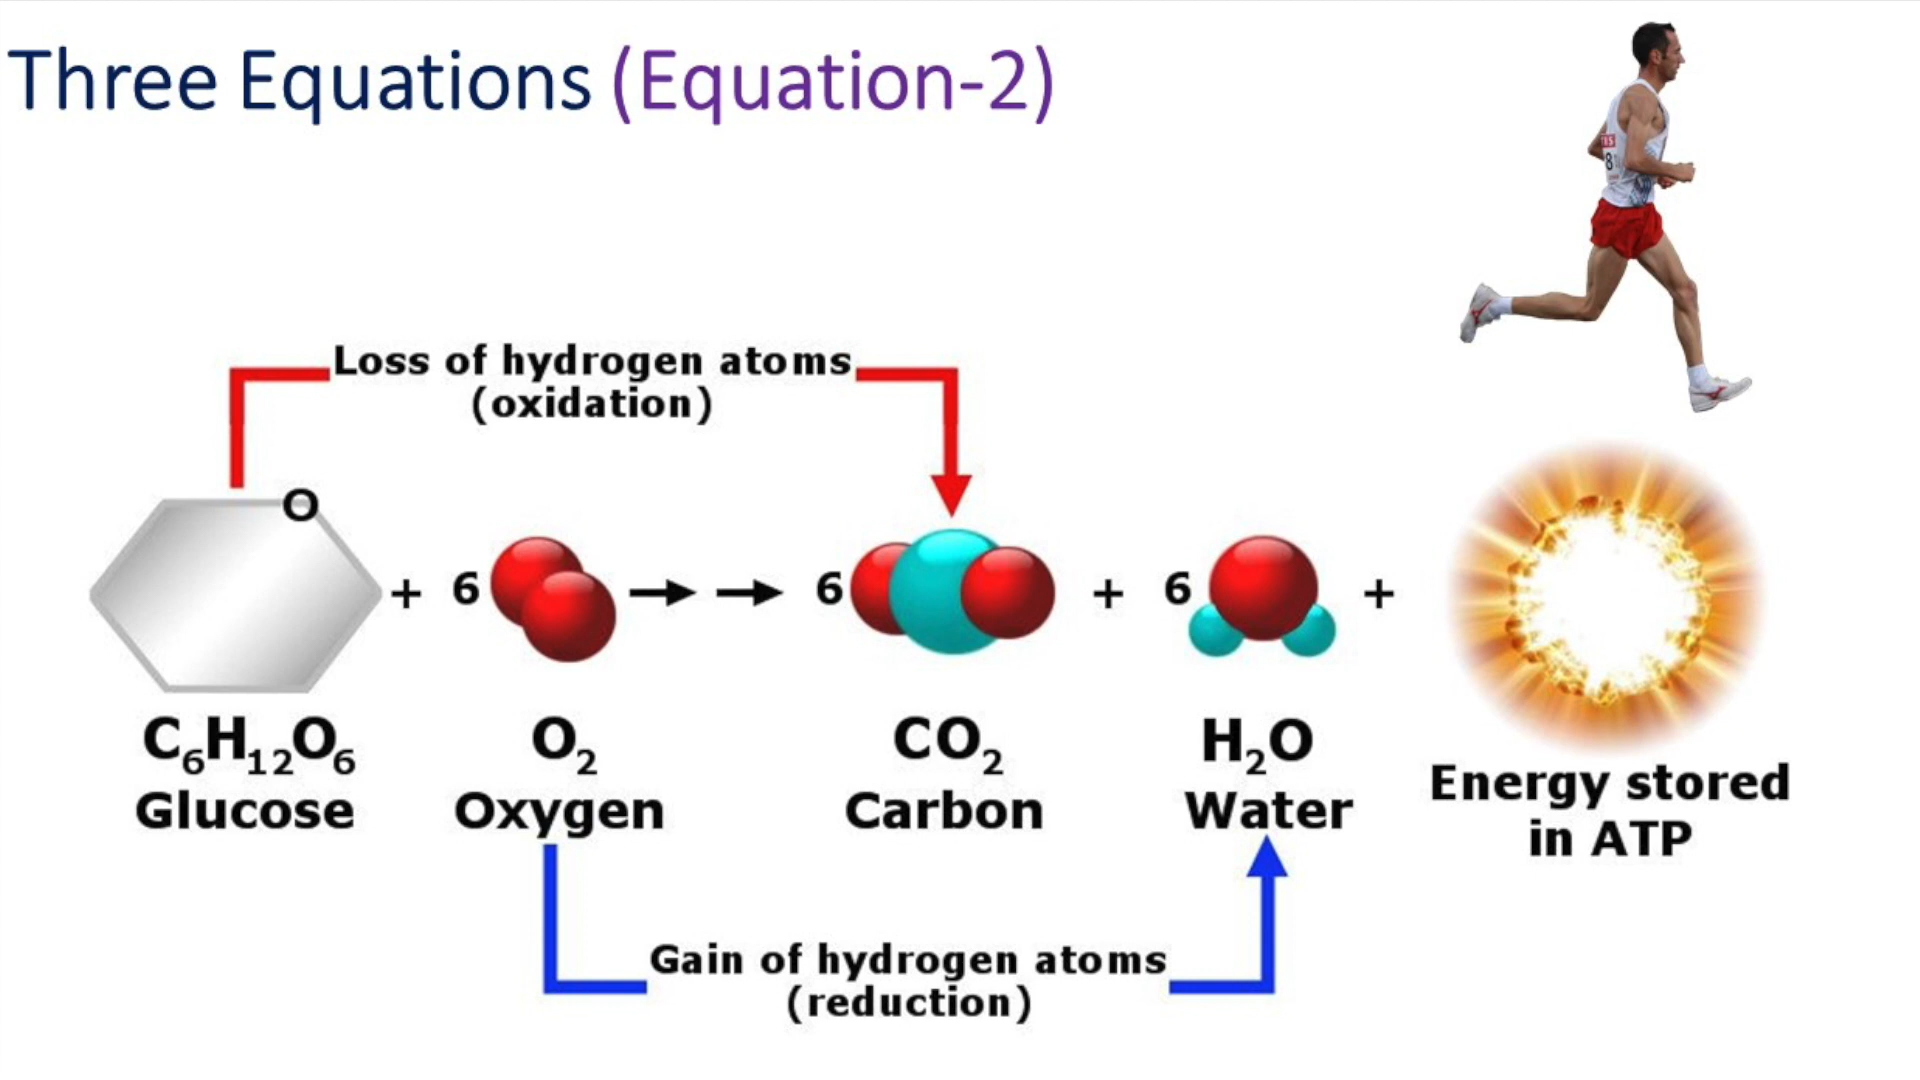 Three Equations (Equation-2)
Loss of hydrogen atoms
(oxidation)
O
+ 6 → → 6 + 6 +
C₆H₁₂O₆ O₂ CO₂ H₂O
Glucose Oxygen Carbon Water
Energy stored
in ATP
Gain of hydrogen atoms
(reduction)